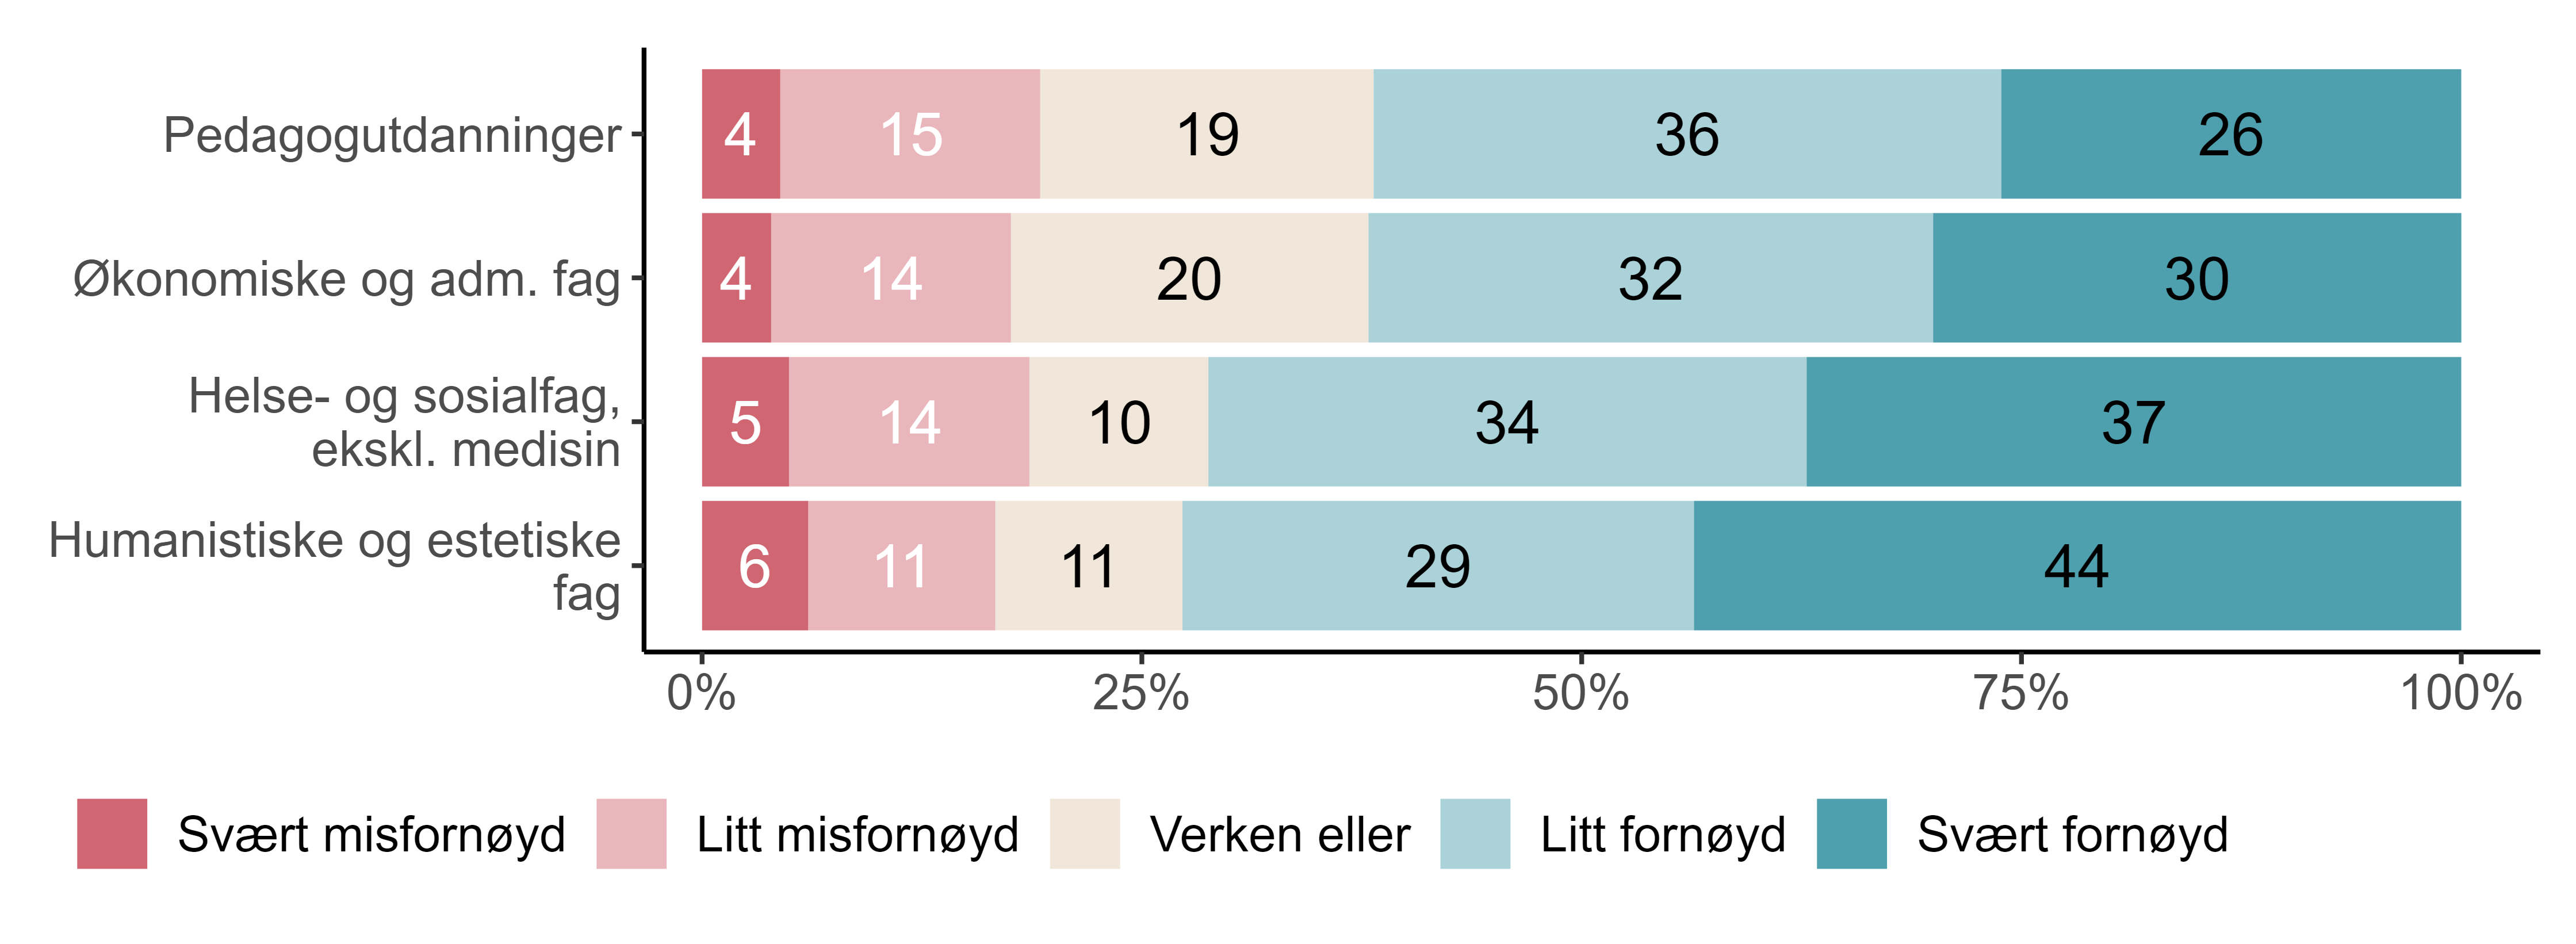 Pedagogutdanninger 4 15 19 36 26
Økonomiske og adm. fag 4 14 20 32 30
Helse- og sosialfag,
ekskl. medisin 5 14 10 34 37
Humanistiske og estetiske
fag 6 11 11 29 44
0% 25% 50% 75% 100%
Svært misfornøyd Litt misfornøyd Verken eller Litt fornøyd Svært fornøyd